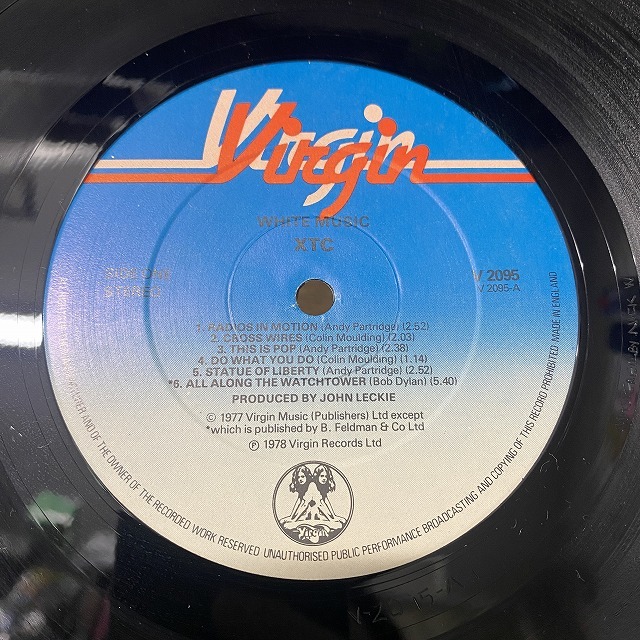 Virgin
WHITE MUSIC
XTC
SIDE ONE
STEREO
V 2095
V 2095-A
1. RADIOS IN MOTION (Andy Partridge) (2.52)
2. CROSS WIRES (Colin Moulding) (2.03)
3. THIS IS POP (Andy Partridge) (2.38)
4. DO WHAT YOU DO (Colin Moulding) (1.14)
5. STATUE OF LIBERTY (Andy Partridge) (2.52)
*6. ALL ALONG THE WATCHTOWER (Bob Dylan) (5.40)
PRODUCED BY JOHN LECKIE
© 1977 Virgin Music (Publishers) Ltd except
*which is published by B. Feldman & Co Ltd
℗ 1978 Virgin Records Ltd
Virgin
AND OF THE OWNER OF THE RECORDED WORK RESERVED. UNAUTHORISED PUBLIC PERFORMANCE BROADCASTING AND COPYING OF THIS RECORD PROHIBITED. MADE IN ENGLAND